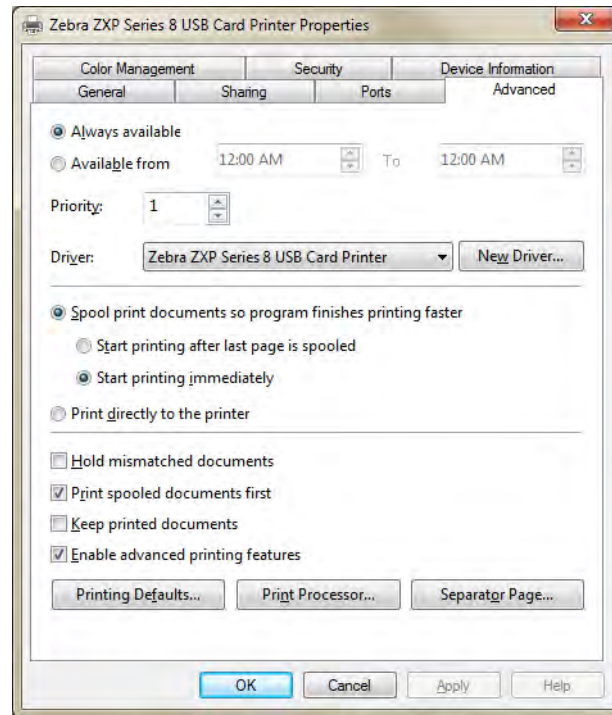 Zebra ZXP Series 8 USB Card Printer Properties
Color Management Security Device Information
General Sharing Ports Advanced
Always available
Available from 12:00 AM To 12:00 AM
Priority: 1
Driver: Zebra ZXP Series 8 USB Card Printer New Driver...
Spool print documents so program finishes printing faster
Start printing after last page is spooled
Start printing immediately
Print directly to the printer
Hold mismatched documents
Print spooled documents first
Keep printed documents
Enable advanced printing features
Printing Defaults... Print Processor... Separator Page...
OK Cancel Apply Help